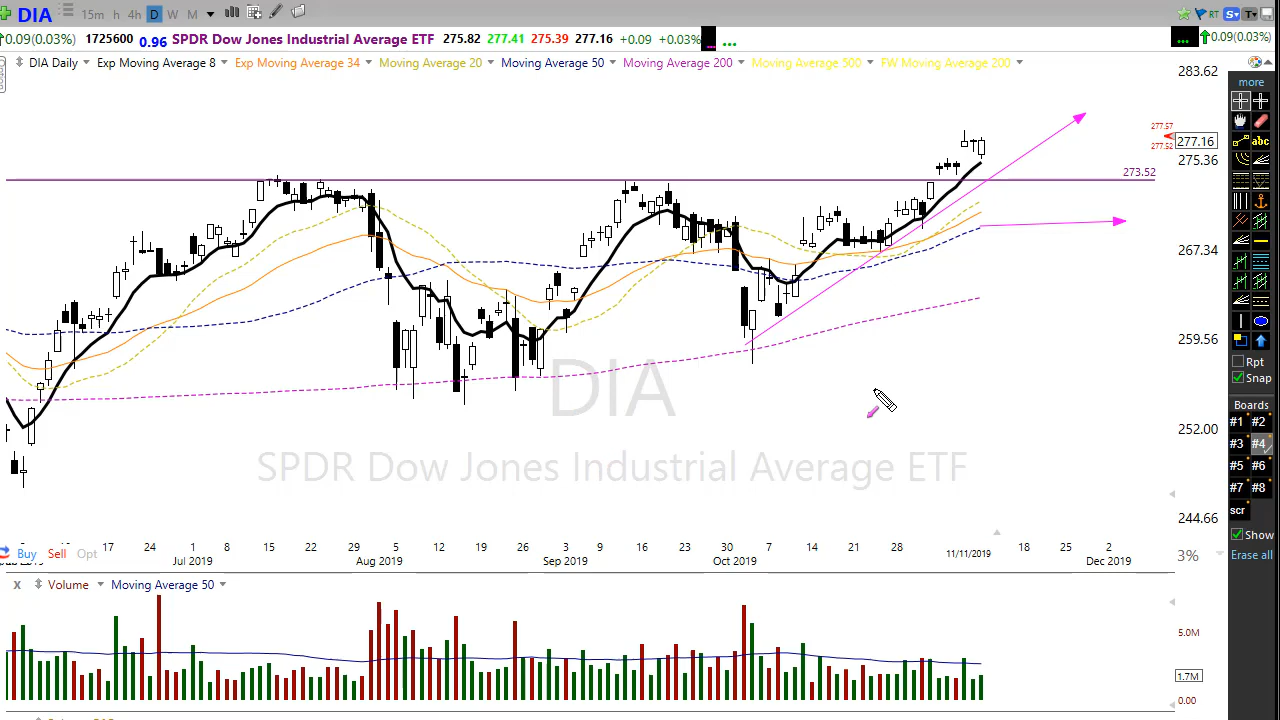 DIA 15m h 4h D W M RT S T
0.09(0.03%) 1725600 0.96 SPDR Dow Jones Industrial Average ETF 275.82 277.41 275.39 277.16 +0.09 +0.03% ... ... ... 0.09(0.03%)
DIA Daily Exp Moving Average 8 Exp Moving Average 34 Moving Average 20 Moving Average 50 Moving Average 200 Moving Average 500 FW Moving Average 200
283.62
more
277.57
277.16
277.52
abc
275.36
273.52
267.34
259.56
Rpt
Snap
DIA
Boards
#1 #2
252.00
#3 #4
SPDR Dow Jones Industrial Average ETF
#5 #6
#7 #8
scr
244.66
Show
17 24 1 8 15 22 29 5 12 19 26 3 9 16 23 30 7 14 21 28 11/11/2019 18 25 2
Buy Sell Opt
3%
Erase all
Jul 2019 Aug 2019 Sep 2019 Oct 2019 Dec 2019
X Volume Moving Average 50
5.0M
1.7M
0.00